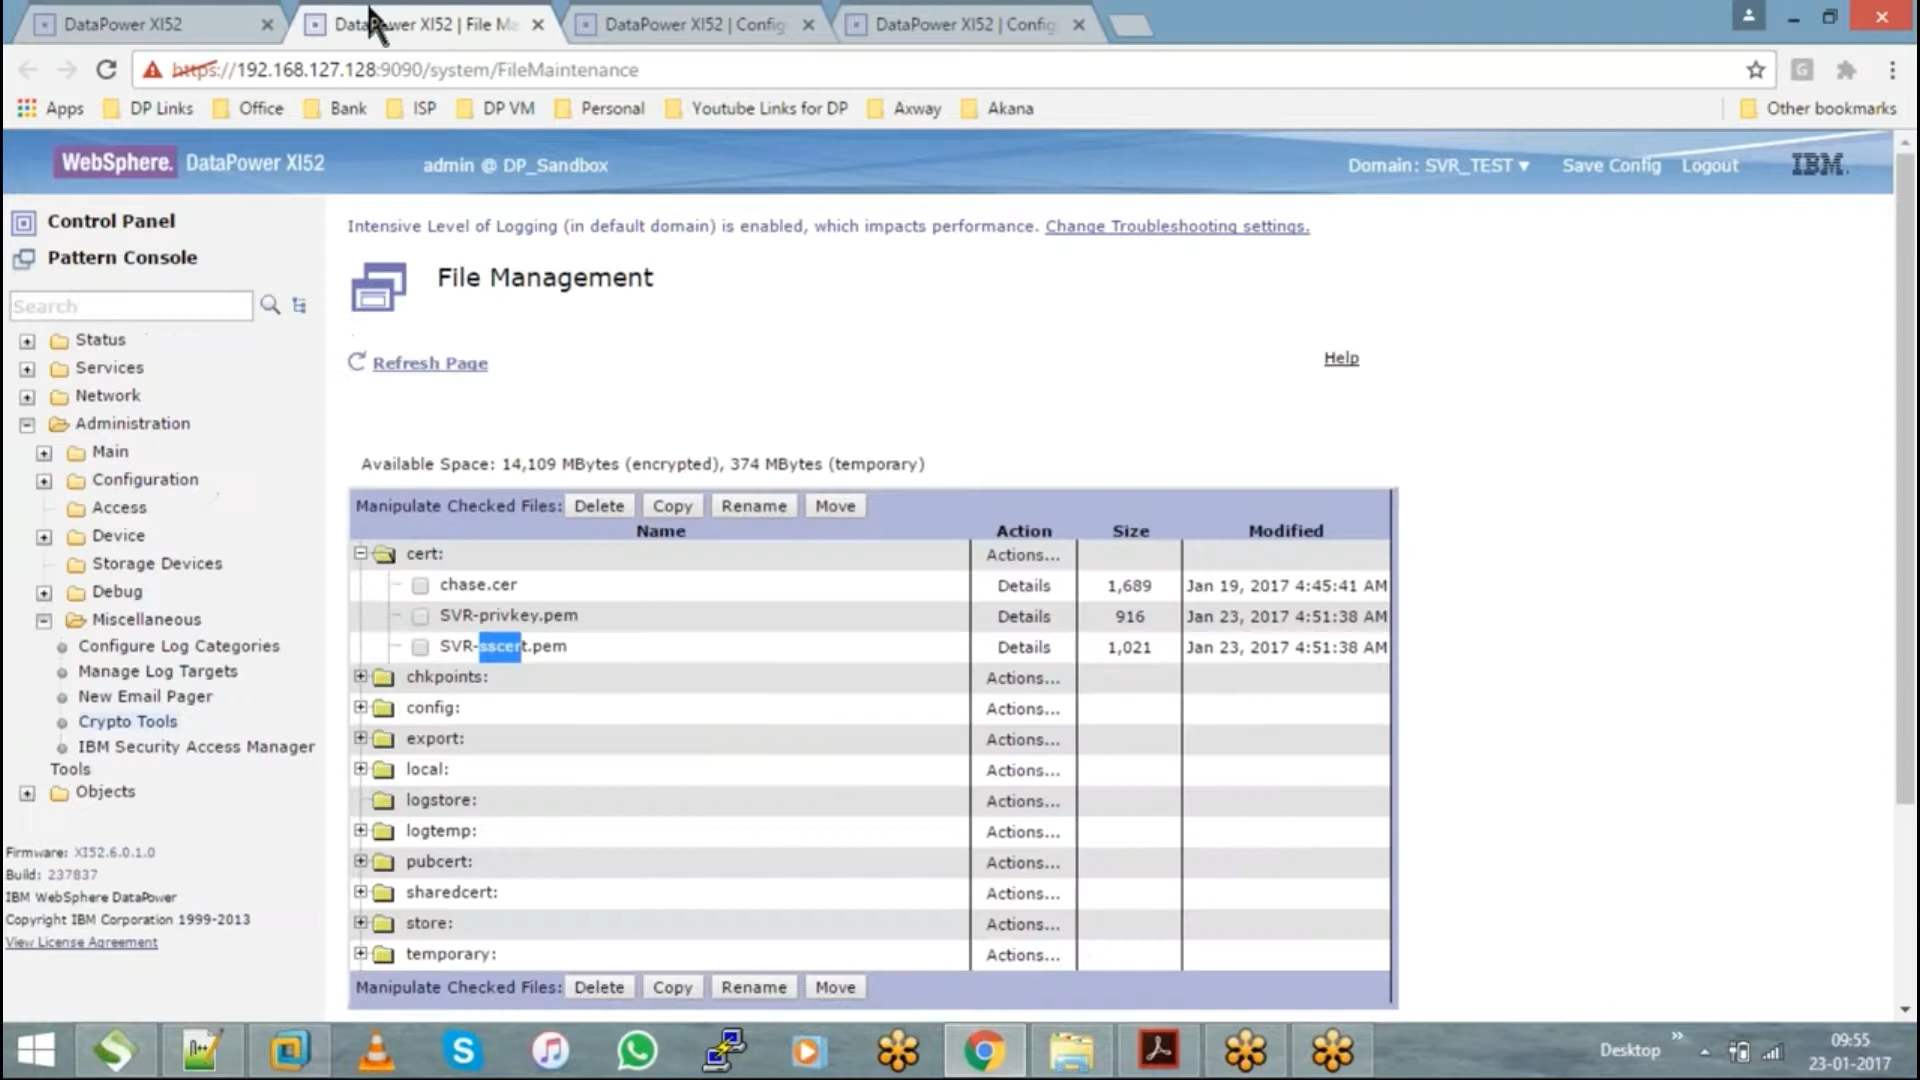 DataPower XI52
DataPower XI52 | File Ma
DataPower XI52 | Config
DataPower XI52 | Config
https://192.168.127.128:9090/system/FileMaintenance
Apps DP Links Office Bank ISP DP VM Personal Youtube Links for DP Axway Akana Other bookmarks
WebSphere. DataPower XI52 admin @ DP_Sandbox Domain: SVR_TEST ▼ Save Config Logout IBM.
Control Panel
Pattern Console
Search
Status
Services
Network
Administration
Main
Configuration
Access
Device
Storage Devices
Debug
Miscellaneous
Configure Log Categories
Manage Log Targets
New Email Pager
Crypto Tools
IBM Security Access Manager
Tools
Objects
Firmware: XI52.6.0.1.0
Build: 237837
IBM WebSphere DataPower
Copyright IBM Corporation 1999-2013
View License Agreement
Intensive Level of Logging (in default domain) is enabled, which impacts performance. Change Troubleshooting settings.
File Management
Refresh Page
Help
Available Space: 14,109 MBytes (encrypted), 374 MBytes (temporary)
Manipulate Checked Files: Delete Copy Rename Move
Name Action Size Modified
cert: Actions...
chase.cer Details 1,689 Jan 19, 2017 4:45:41 AM
SVR-privkey.pem Details 916 Jan 23, 2017 4:51:38 AM
SVR-sscert.pem Details 1,021 Jan 23, 2017 4:51:38 AM
chkpoints: Actions...
config: Actions...
export: Actions...
local: Actions...
logstore: Actions...
logtemp: Actions...
pubcert: Actions...
sharedcert: Actions...
store: Actions...
temporary: Actions...
Manipulate Checked Files: Delete Copy Rename Move
Desktop
09:55
23-01-2017